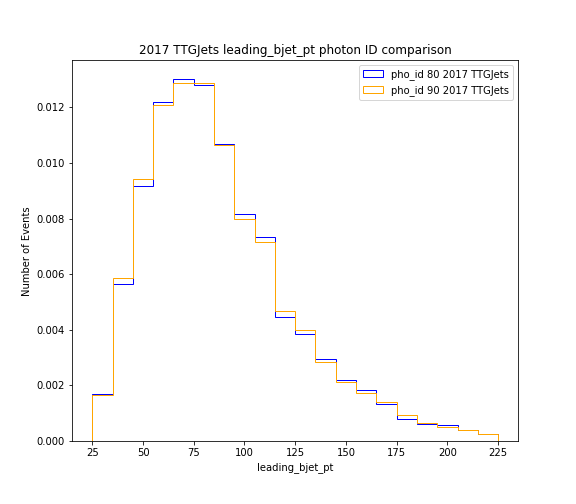 2017 TTGJets leading_bjet_pt photon ID comparison
pho_id 80 2017 TTGJets
pho_id 90 2017 TTGJets
Number of Events
0.012
0.010
0.008
0.006
0.004
0.002
0.000
25 50 75 100 125 150 175 200 225
leading_bjet_pt